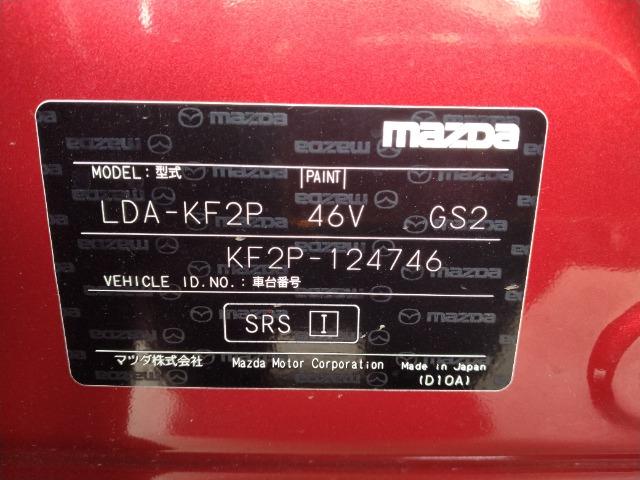 mazda
MODEL:型式 PAINT
LDA-KF2P 46V GS2
KF2P-124746
VEHICLE ID.NO.:車台番号
SRS I
マツダ株式会社 Mazda Motor Corporation Made in Japan
(D10A)